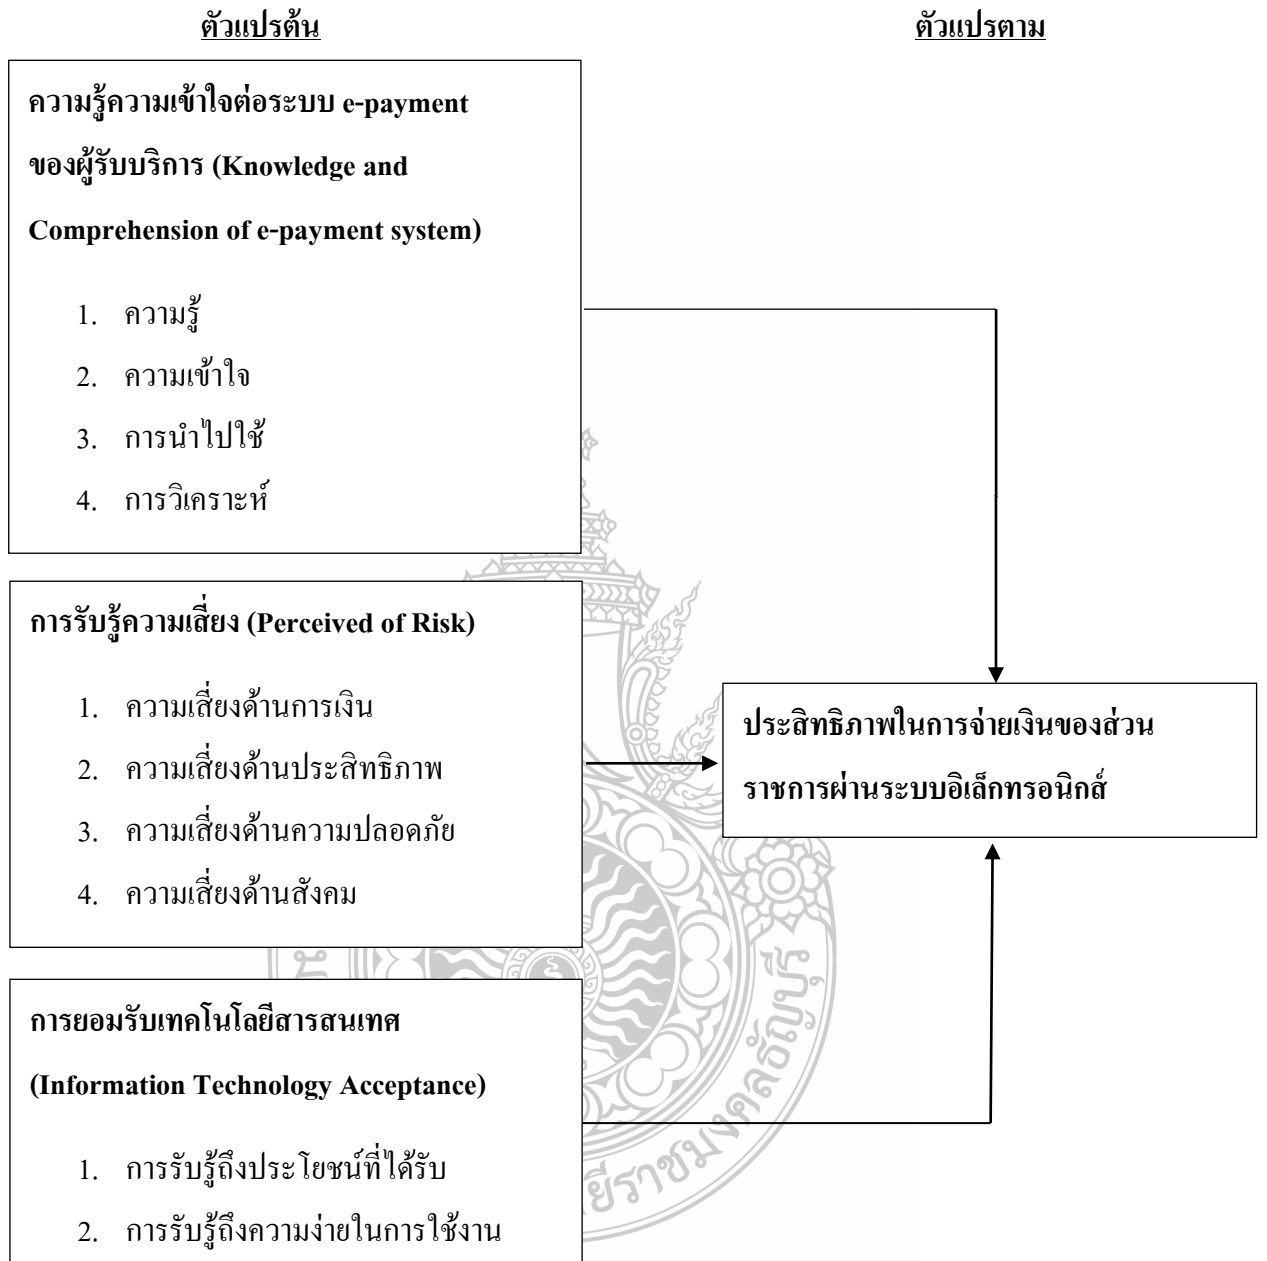 ตัวแปรต้น
ตัวแปรตาม
ความรู้ความเข้าใจต่อระบบ e-payment
ของผู้รับบริการ (Knowledge and
Comprehension of e-payment system)
1. ความรู้
2. ความเข้าใจ
3. การนำไปใช้
4. การวิเคราะห์
การรับรู้ความเสี่ยง (Perceived of Risk)
1. ความเสี่ยงด้านการเงิน
2. ความเสี่ยงด้านประสิทธิภาพ
3. ความเสี่ยงด้านความปลอดภัย
4. ความเสี่ยงด้านสังคม
ประสิทธิภาพในการจ่ายเงินของส่วน
ราชการผ่านระบบอิเล็กทรอนิกส์
การยอมรับเทคโนโลยีสารสนเทศ
(Information Technology Acceptance)
1. การรับรู้ถึงประโยชน์ที่ได้รับ
2. การรับรู้ถึงความง่ายในการใช้งาน
ยีราชมงคลธัญบุรี